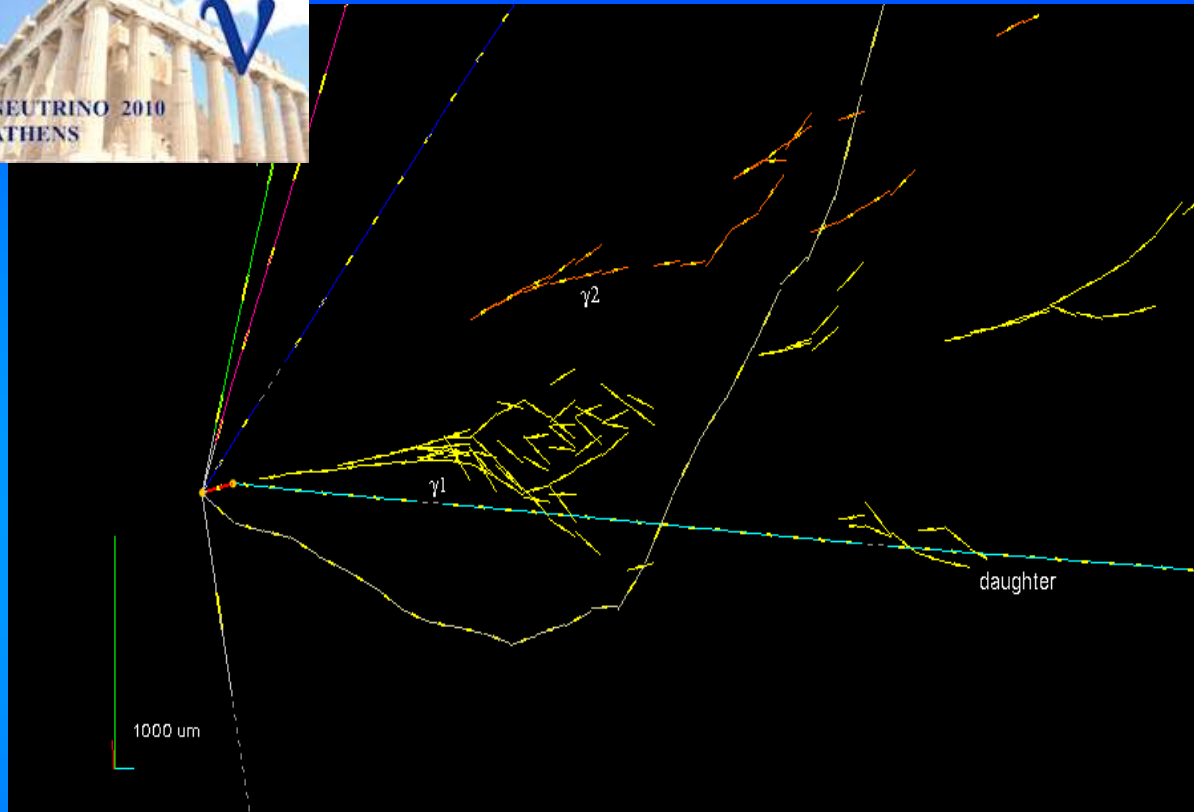 ν
NEUTRINO 2010
ATHENS
γ2
γ1
daughter
1000 um